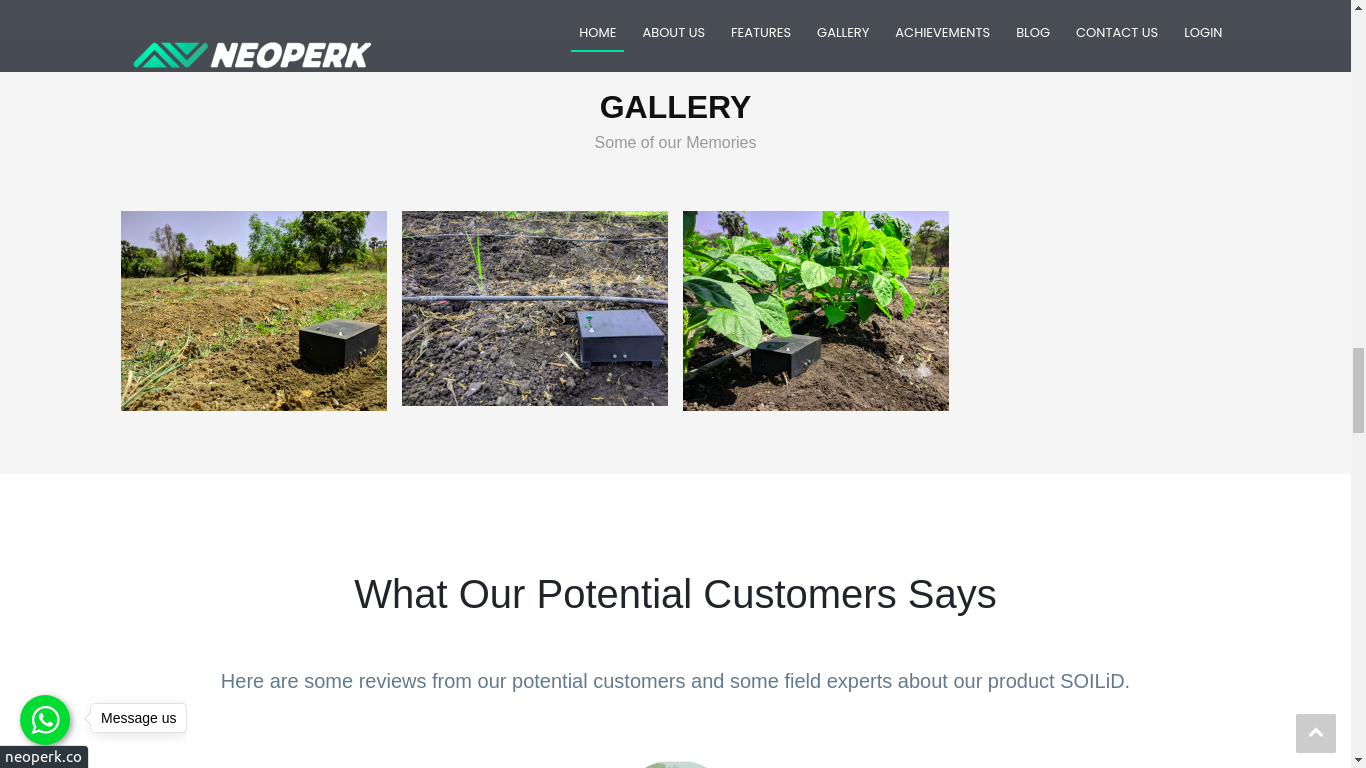 NEOPERK
HOME ABOUT US FEATURES GALLERY ACHIEVEMENTS BLOG CONTACT US LOGIN
GALLERY
Some of our Memories
What Our Potential Customers Says
Here are some reviews from our potential customers and some field experts about our product SOILiD.
Message us
neoperk.co